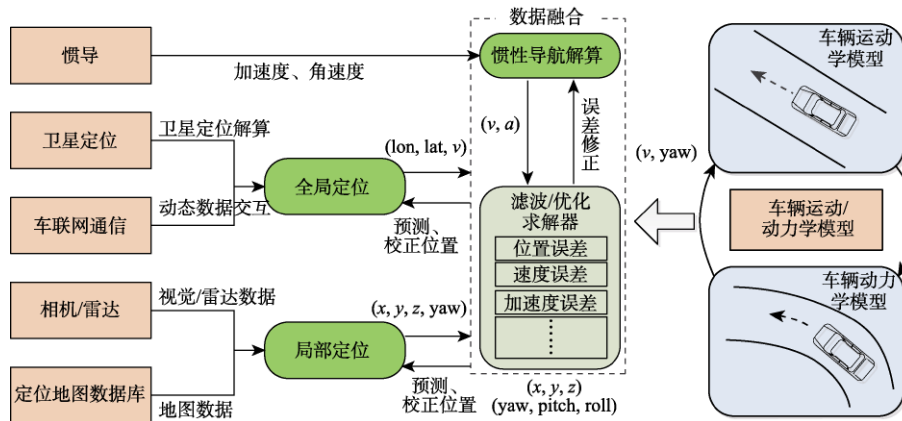 数据融合
惯导
加速度、角速度
惯性导航解算
车辆运动
学模型
卫星定位
卫星定位解算
(v, a)
误差修正
(lon, lat, v)
全局定位
(v, yaw)
车联网通信
动态数据交互
预测、
校正位置
滤波/优化
求解器
位置误差
速度误差
加速度误差
车辆运动/
动力学模型
相机/雷达
视觉/雷达数据
(x, y, z, yaw)
局部定位
车辆动力
学模型
定位地图数据库
地图数据
预测、
校正位置
(x, y, z)
(yaw, pitch, roll)